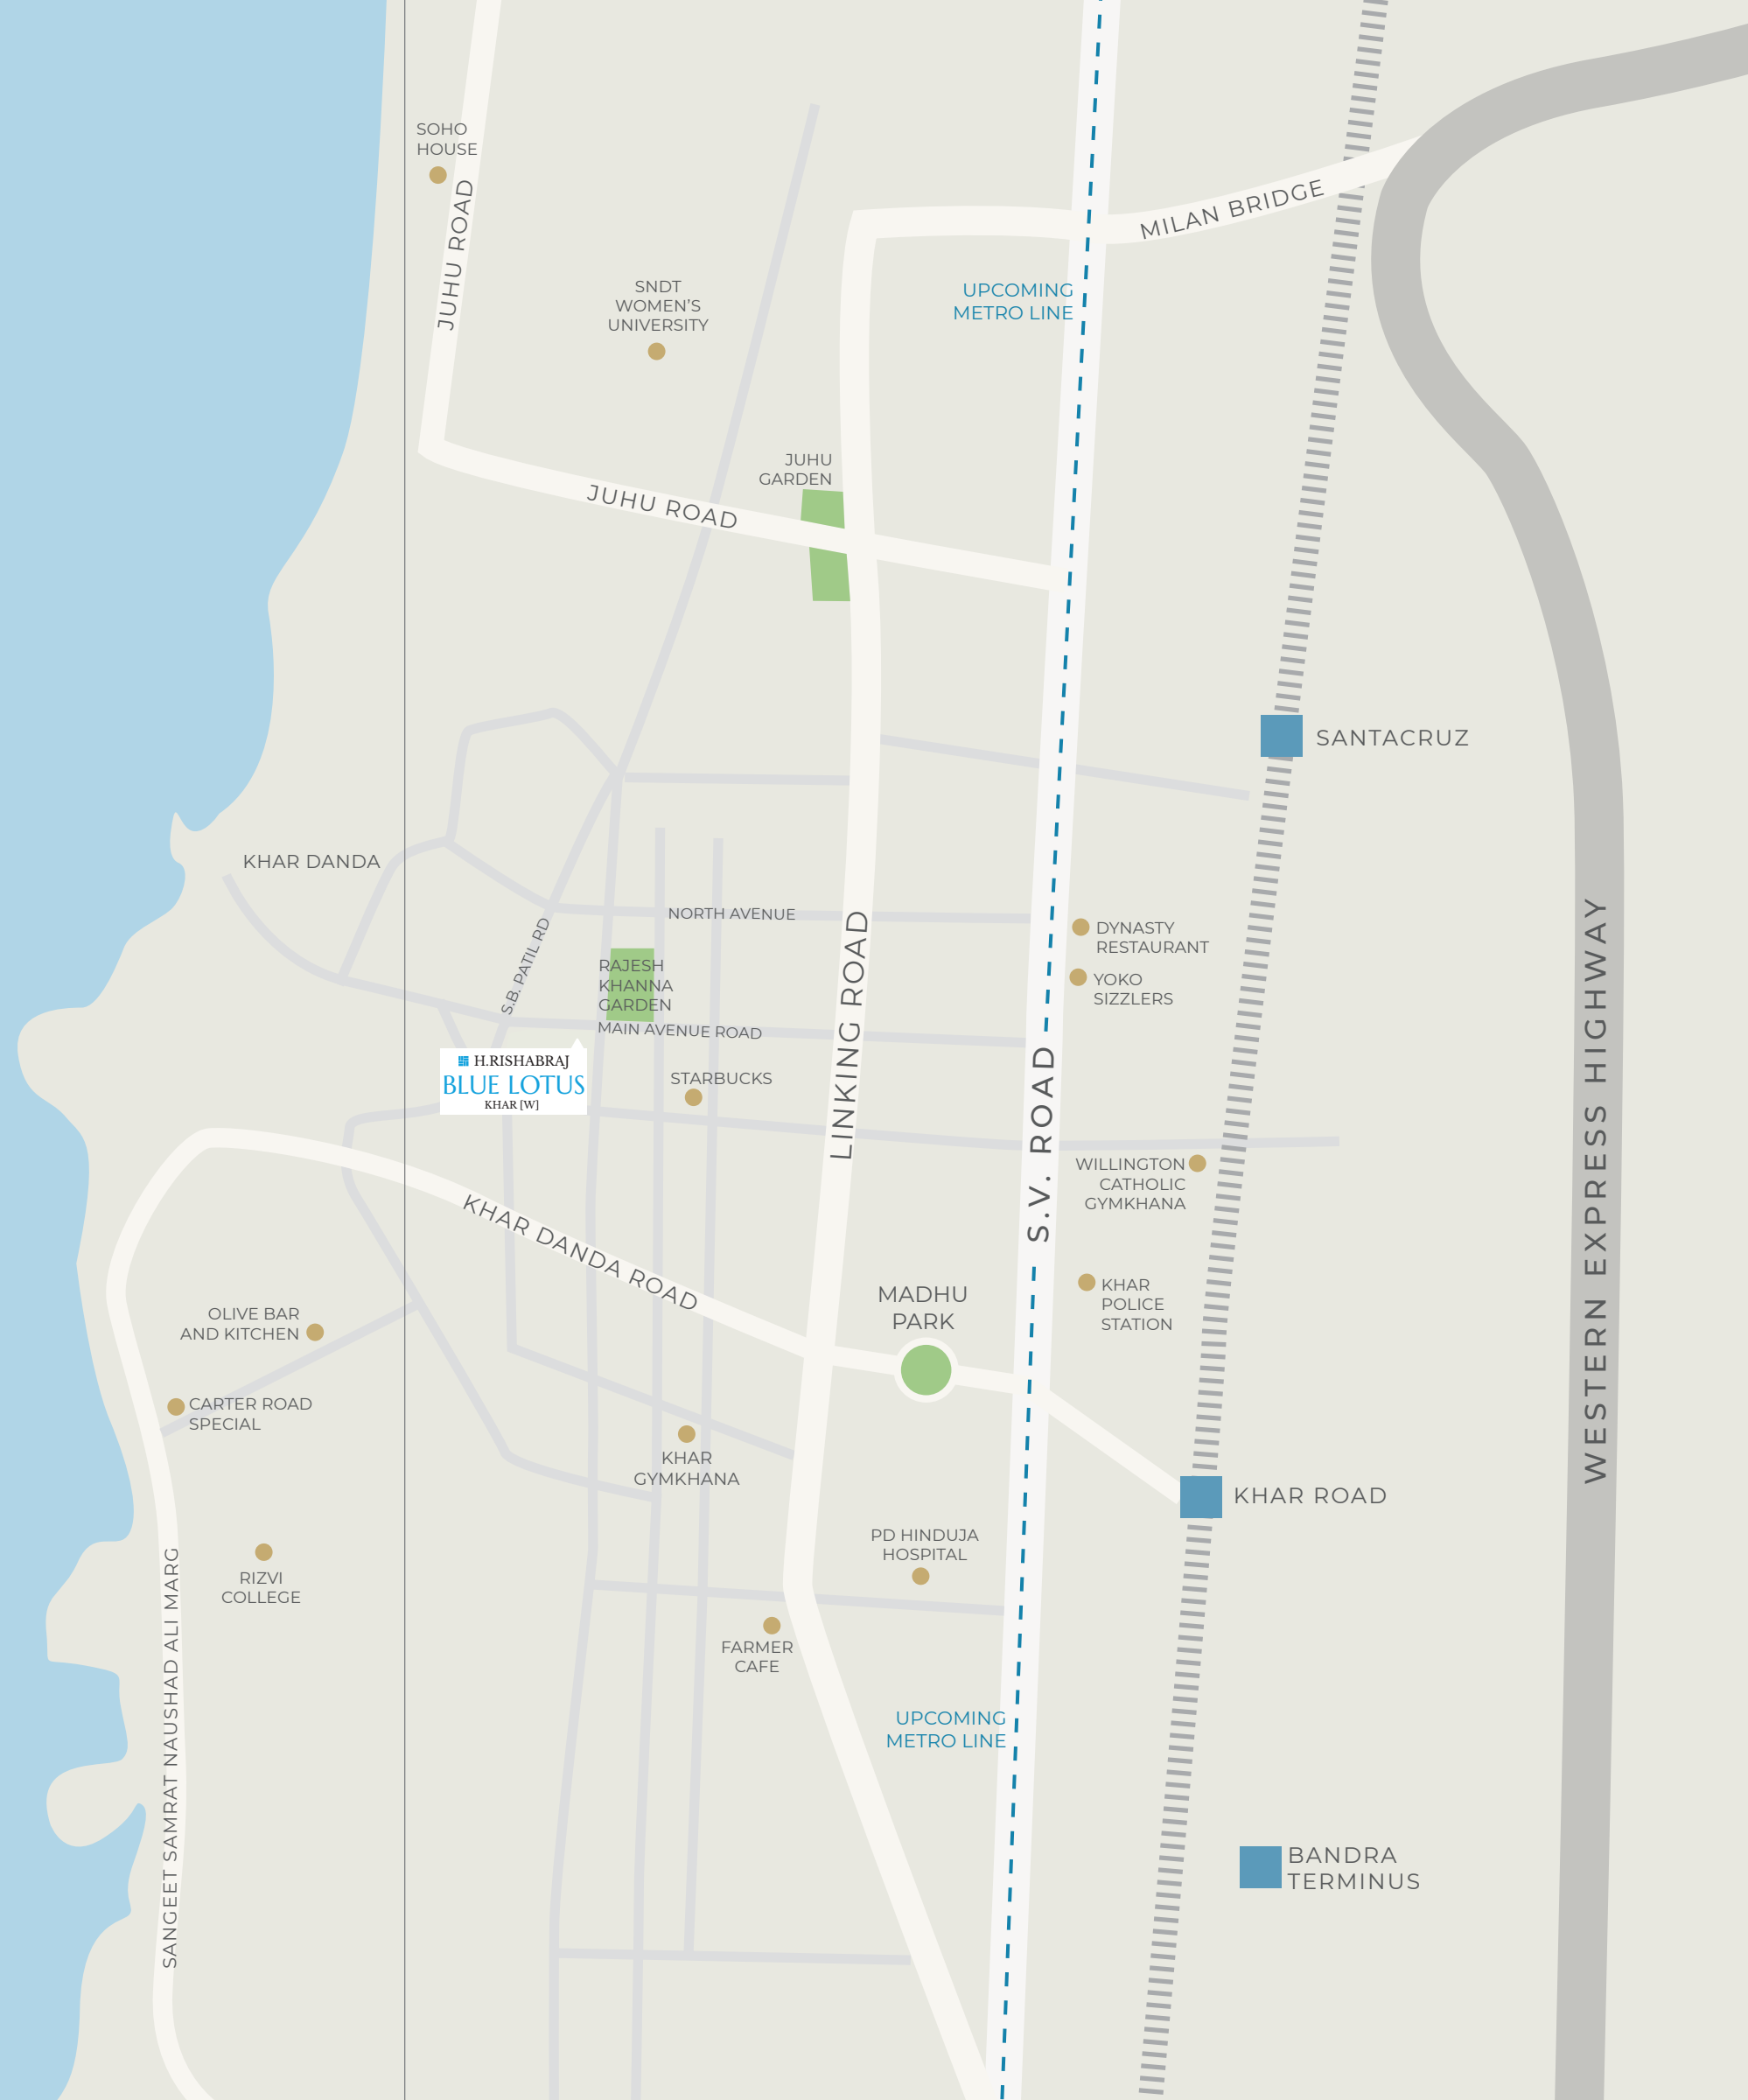 SOHO
HOUSE
JUHU ROAD
MILAN BRIDGE
SNDT
WOMEN’S
UNIVERSITY
UPCOMING
METRO LINE
JUHU
GARDEN
JUHU ROAD
SANTACRUZ
KHAR DANDA
NORTH AVENUE
S.B. PATIL RD
RAJESH
KHANNA
GARDEN
MAIN AVENUE ROAD
LINKING ROAD
DYNASTY
RESTAURANT
YOKO
SIZZLERS
WESTERN EXPRESS HIGHWAY
H.RISHABRAJ
BLUE LOTUS
KHAR [W]
STARBUCKS
S.V. ROAD
WILLINGTON
CATHOLIC
GYMKHANA
KHAR DANDA ROAD
MADHU
PARK
KHAR
POLICE
STATION
OLIVE BAR
AND KITCHEN
CARTER ROAD
SPECIAL
KHAR
GYMKHANA
KHAR ROAD
PD HINDUJA
HOSPITAL
RIZVI
COLLEGE
SANGEET SAMRAT NAUSHAD ALI MARG
FARMER
CAFE
UPCOMING
METRO LINE
BANDRA
TERMINUS